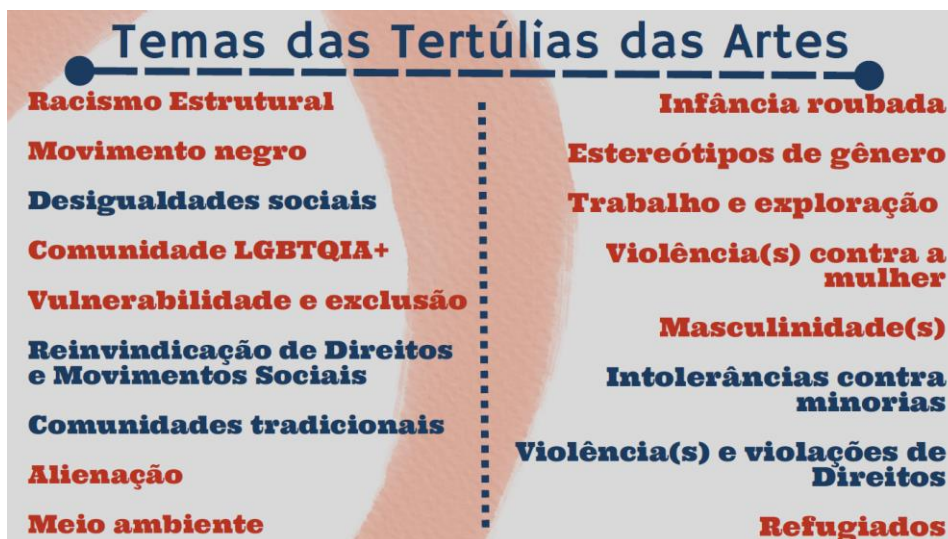 Temas das Tertúlias das Artes
Racismo Estrutural
Movimento negro
Desigualdades sociais
Comunidade LGBTQIA+
Vulnerabilidade e exclusão
Reinvindicação de Direitos
e Movimentos Sociais
Comunidades tradicionais
Alienação
Meio ambiente
Infância roubada
Estereótipos de gênero
Trabalho e exploração
Violência(s) contra a
mulher
Masculinidade(s)
Intolerâncias contra
minorias
Violência(s) e violações de
Direitos
Refugiados